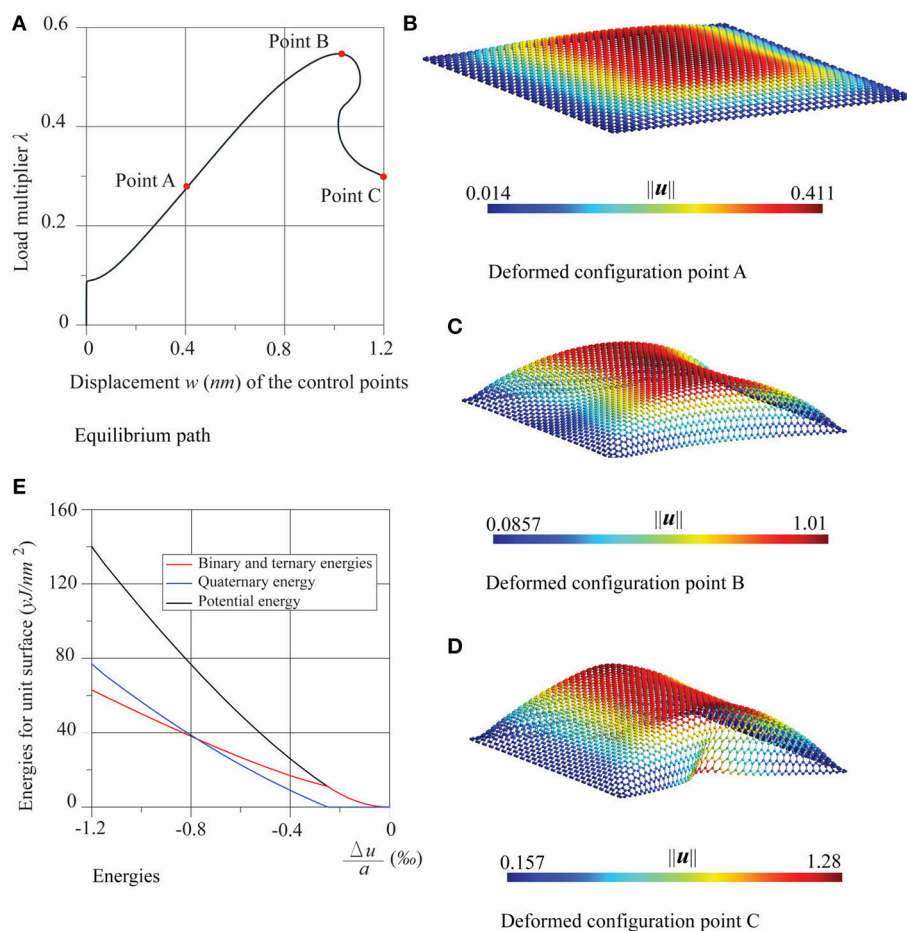 A
0.6
0.4
0.2
0
Load multiplier λ
Point B
Point A
Point C
0 0.4 0.8 1.2
Displacement w (nm) of the control points
Equilibrium path
B
||u||
0.014 0.411
Deformed configuration point A
C
||u||
0.0857 1.01
Deformed configuration point B
D
||u||
0.157 1.28
Deformed configuration point C
E
160
120
80
40
0
Energies for unit surface (yJ/nm ²)
Binary and ternary energies
Quaternary energy
Potential energy
-1.2 -0.8 -0.4 0
Δu/a (‰)
Energies